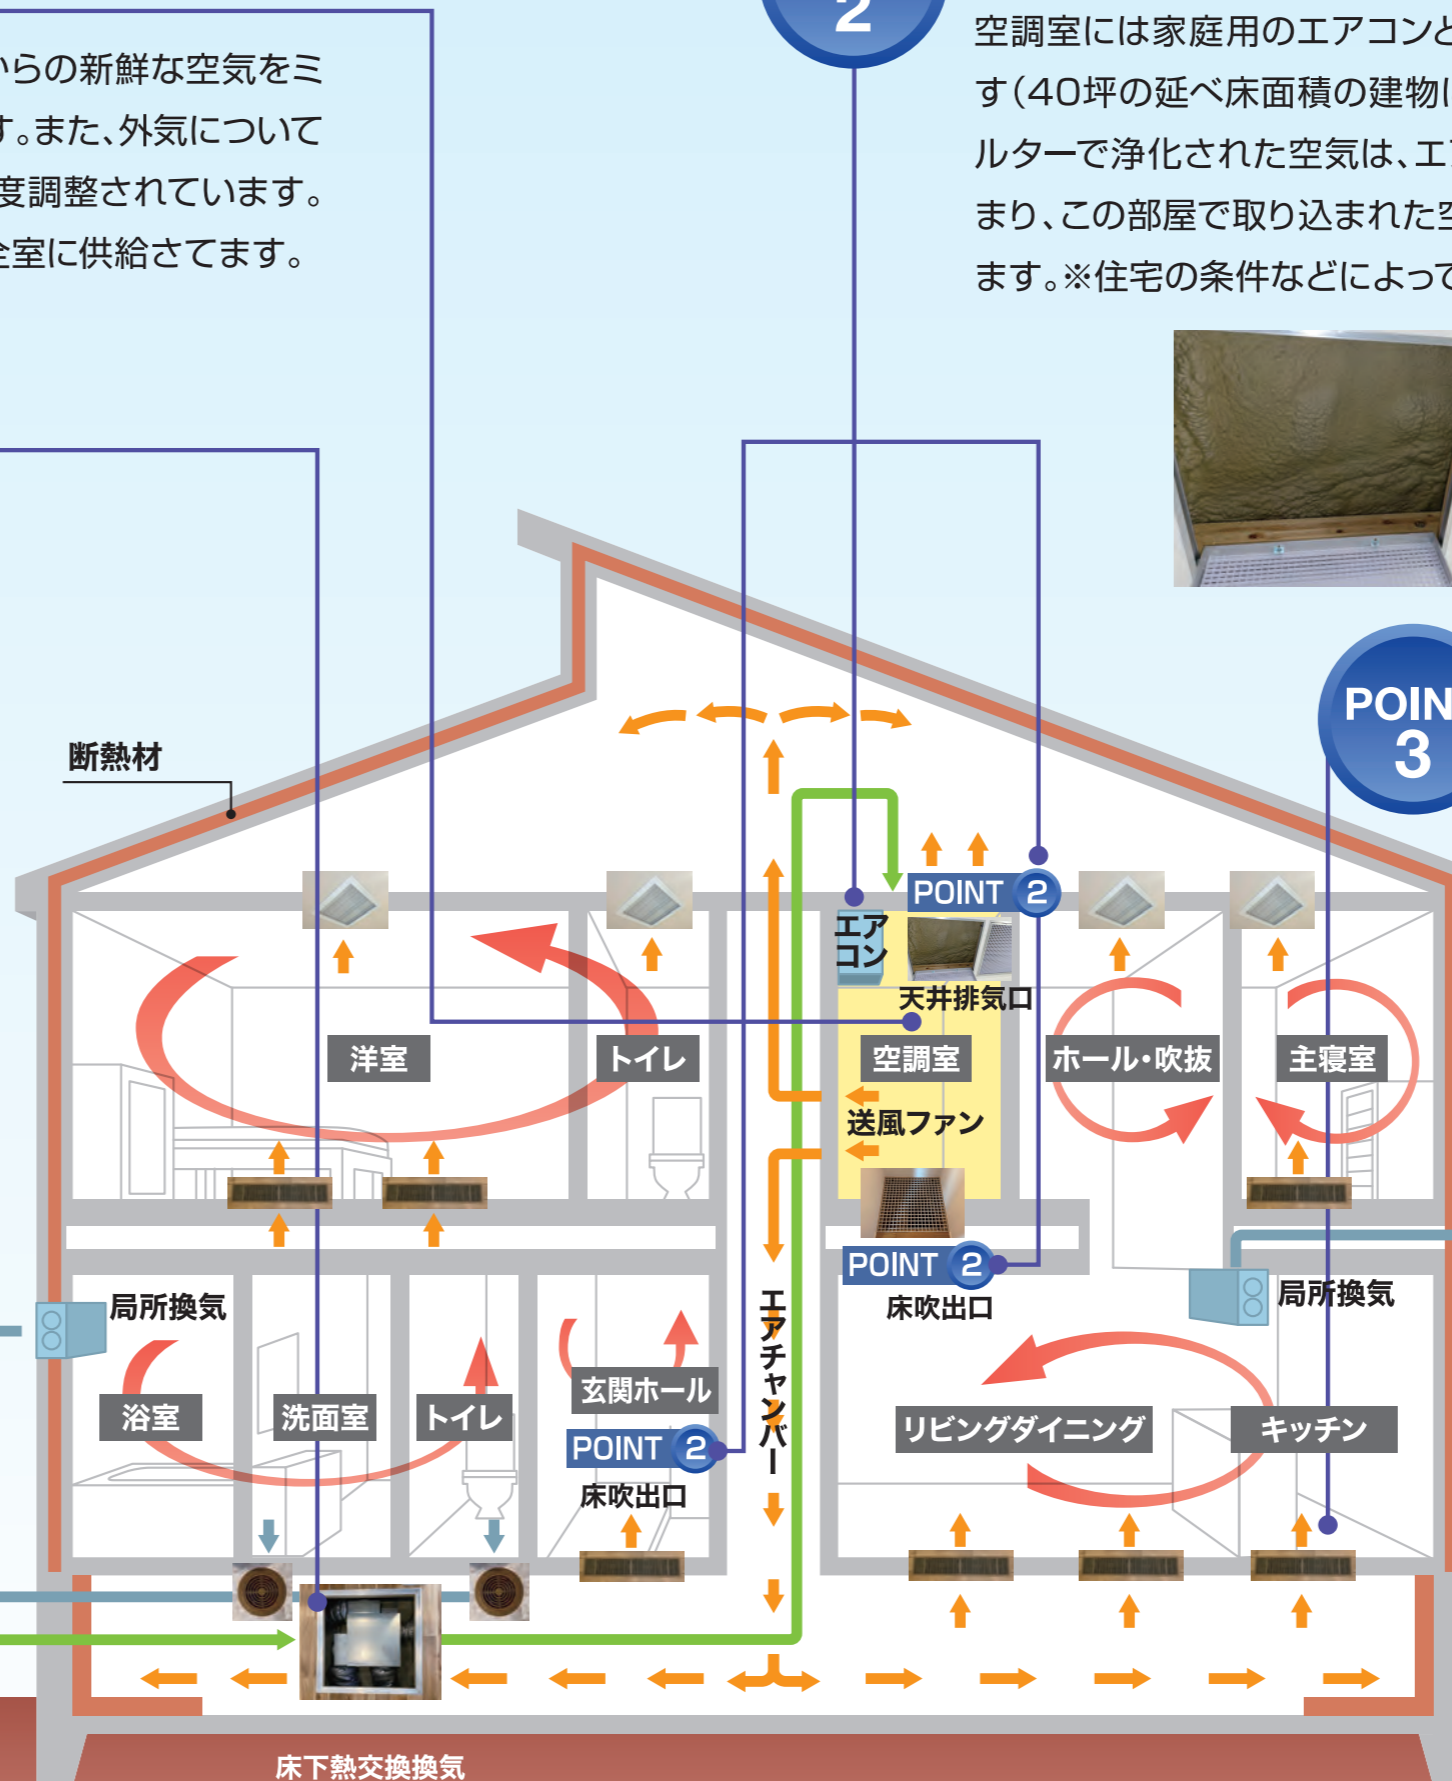 からの新鮮な空気をミ
す。また、外気について
度調整されています。
全室に供給さてます。
2
空調室には家庭用のエアコンと
す（40坪の延べ床面積の建物に
ルターで浄化された空気は、エア
まり、この部屋で取り込まれた空
ます。※住宅の条件などによって
POIN
3
断熱材
POINT 2
エア
コン
天井排気口
洋室
トイレ
空調室
ホール・吹抜
主寝室
送風ファン
POINT 2
床吹出口
局所換気
局所換気
エアチャンバー
浴室
洗面室
トイレ
玄関ホール
POINT 2
床吹出口
リビングダイニング
キッチン
床下熱交換換気